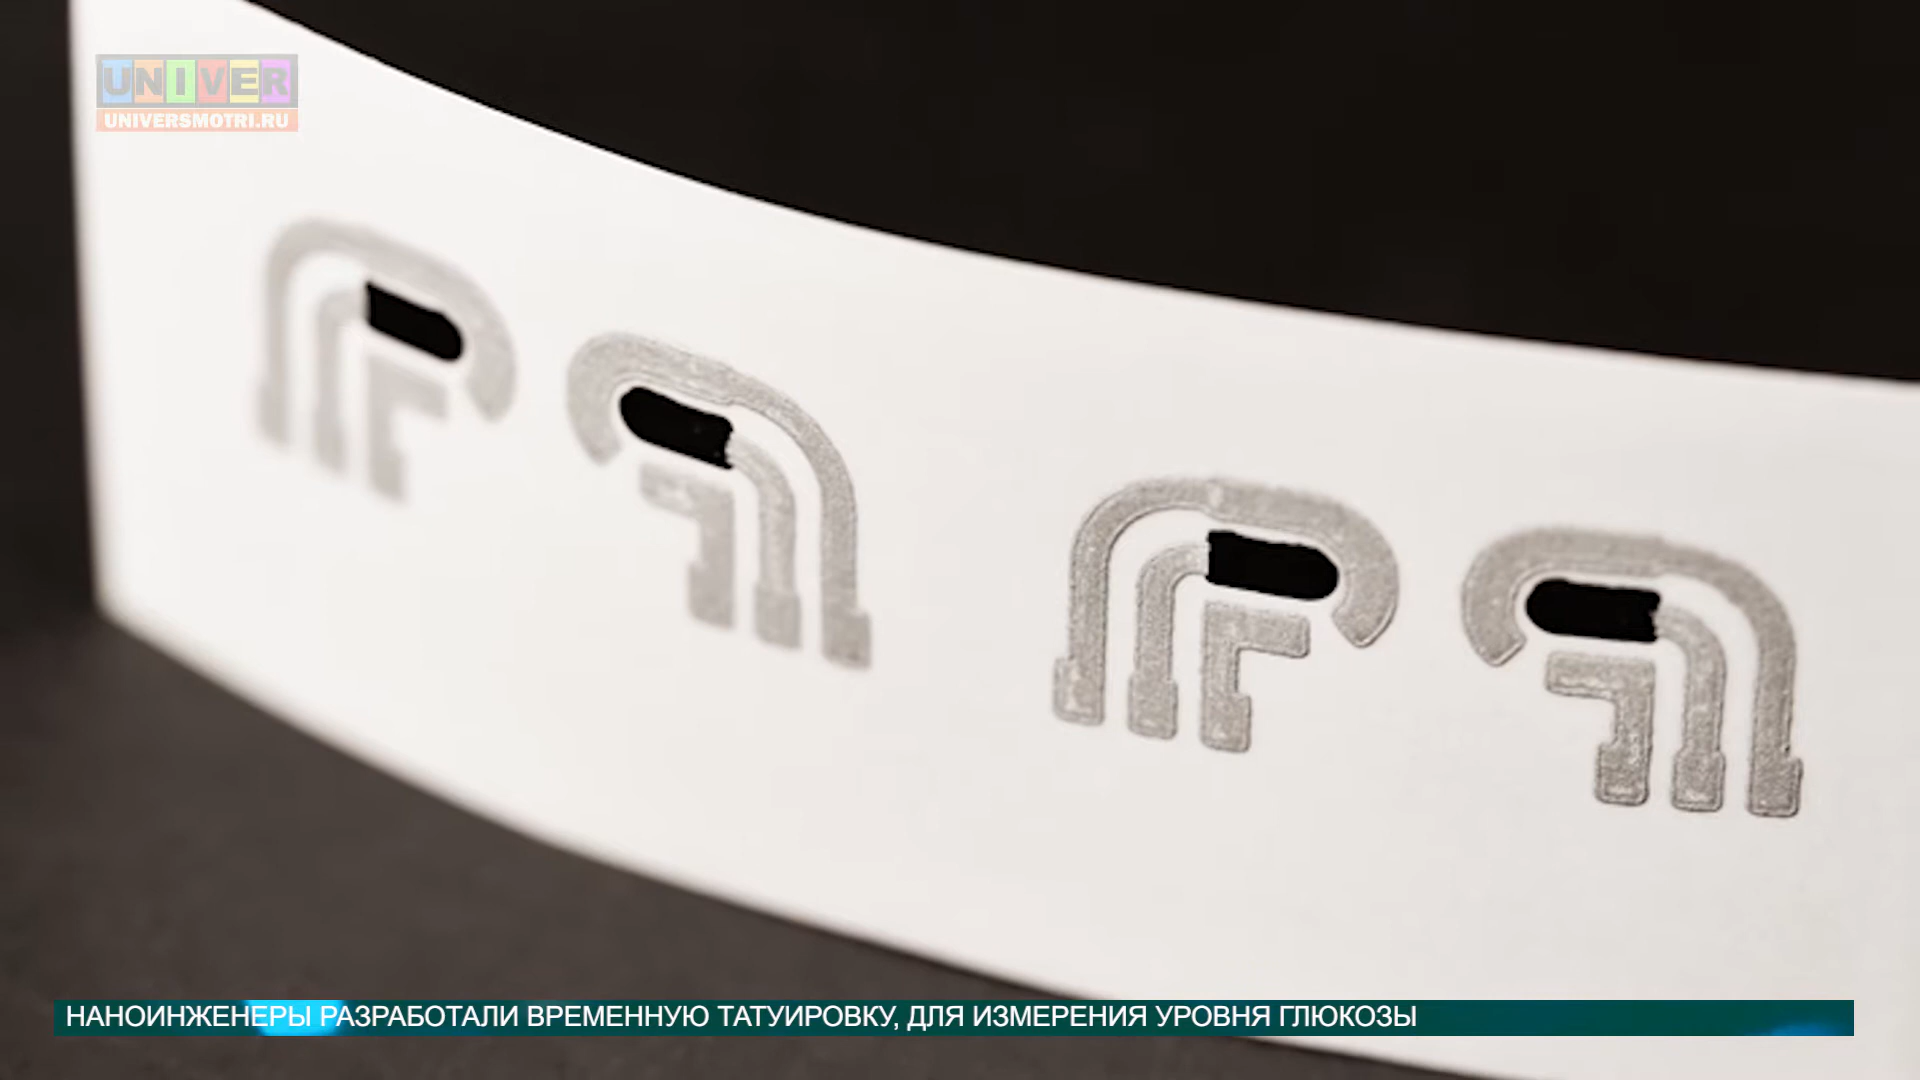 UNIVER
UNIVERSMOTRI.RU
НАНОИНЖЕНЕРЫ РАЗРАБОТАЛИ ВРЕМЕННУЮ ТАТУИРОВКУ, ДЛЯ ИЗМЕРЕНИЯ УРОВНЯ ГЛЮКОЗЫ